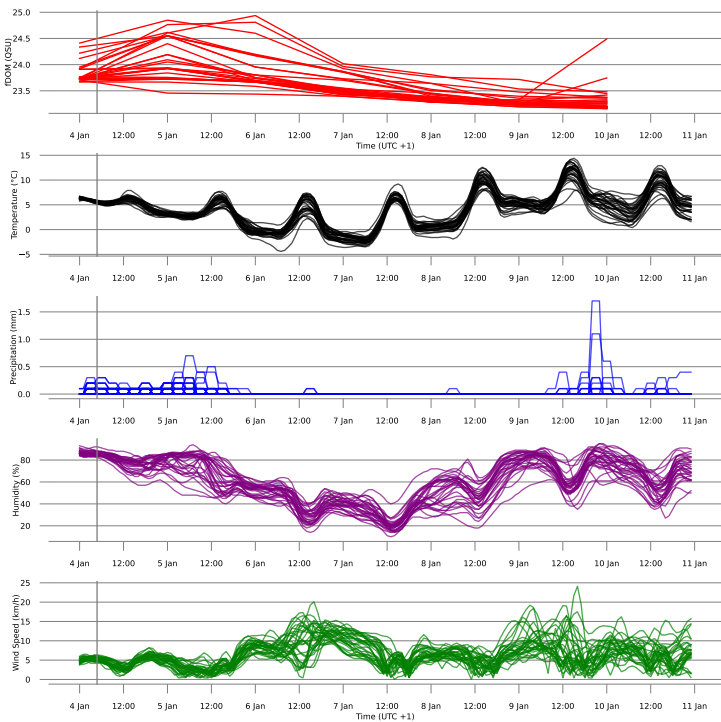 fDOM (QSU)
25.0
24.5
24.0
23.5
4 Jan 12:00 5 Jan 12:00 6 Jan 12:00 7 Jan 12:00 8 Jan 12:00 9 Jan 12:00 10 Jan 12:00 11 Jan
Time (UTC +1)
Temperature (°C)
15
10
5
0
−5
4 Jan 12:00 5 Jan 12:00 6 Jan 12:00 7 Jan 12:00 8 Jan 12:00 9 Jan 12:00 10 Jan 12:00 11 Jan
Precipitation (mm)
1.5
1.0
0.5
0.0
4 Jan 12:00 5 Jan 12:00 6 Jan 12:00 7 Jan 12:00 8 Jan 12:00 9 Jan 12:00 10 Jan 12:00 11 Jan
Humidity (%)
80
60
40
20
4 Jan 12:00 5 Jan 12:00 6 Jan 12:00 7 Jan 12:00 8 Jan 12:00 9 Jan 12:00 10 Jan 12:00 11 Jan
Wind Speed (km/h)
25
20
15
10
5
0
4 Jan 12:00 5 Jan 12:00 6 Jan 12:00 7 Jan 12:00 8 Jan 12:00 9 Jan 12:00 10 Jan 12:00 11 Jan
Time (UTC +1)